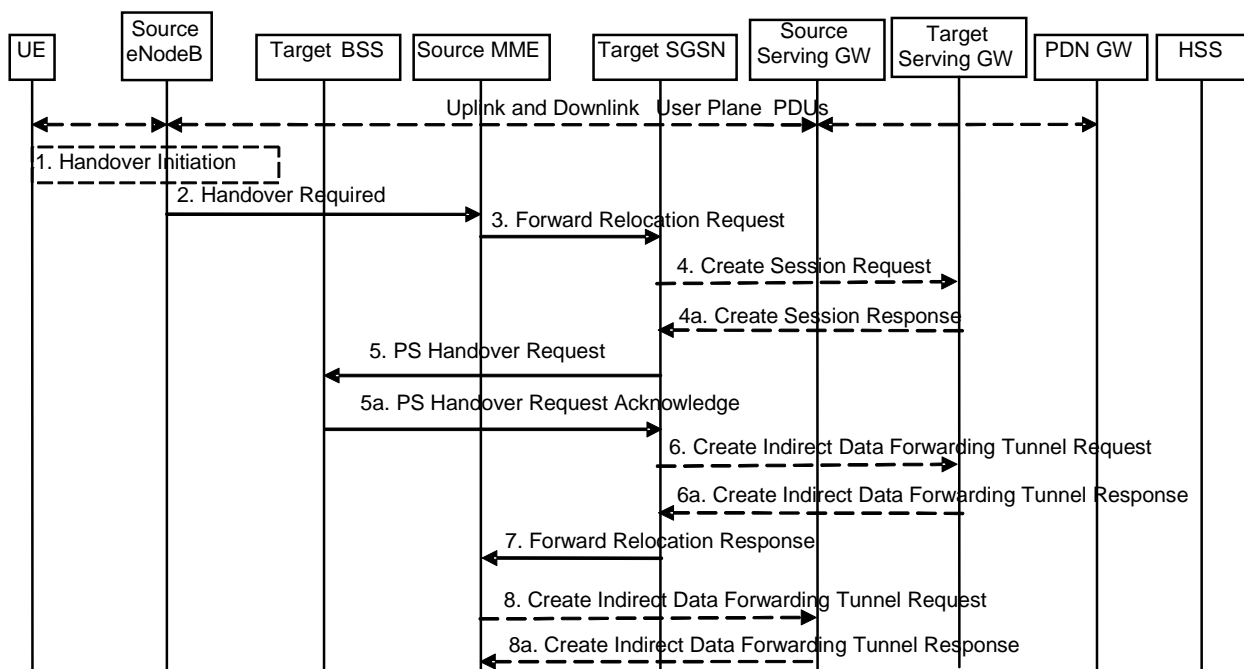 UE
Source
eNodeB
Target BSS
Source MME
Target SGSN
Source
Serving GW
Target
Serving GW
PDN GW
HSS
Uplink and Downlink User Plane PDUs
1. Handover Initiation
2. Handover Required
3. Forward Relocation Request
4. Create Session Request
4a. Create Session Response
5. PS Handover Request
5a. PS Handover Request Acknowledge
6. Create Indirect Data Forwarding Tunnel Request
6a. Create Indirect Data Forwarding Tunnel Response
7. Forward Relocation Response
8. Create Indirect Data Forwarding Tunnel Request
8a. Create Indirect Data Forwarding Tunnel Response